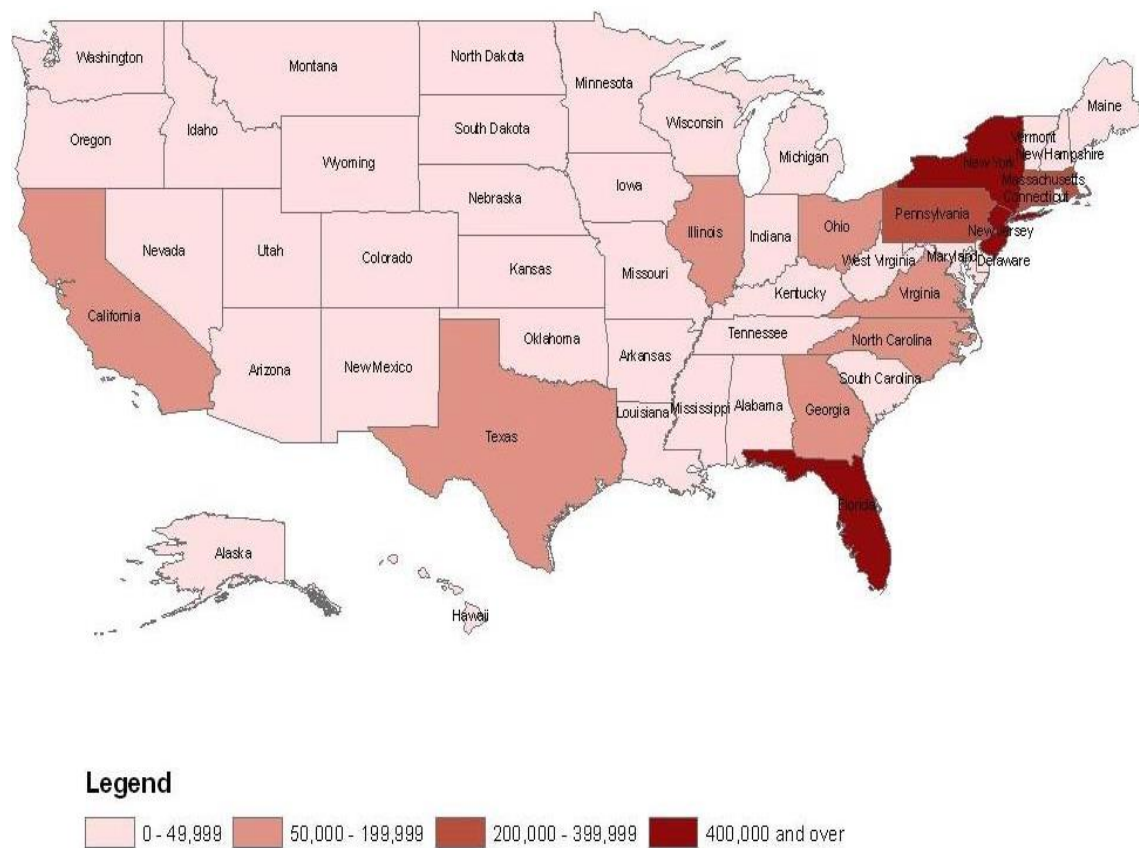 Washington
Montana
North Dakota
Minnesota
Maine
Oregon
Idaho
South Dakota
Wisconsin
Michigan
Vermont
New York
New Hampshire
Wyoming
Massachusetts
Iowa
Connecticut
Nebraska
Pennsylvania
Nevada
Utah
Colorado
Illinois
Indiana
Ohio
New Jersey
Kansas
Missouri
West Virginia
Maryland
Delaware
Kentucky
Virginia
California
Tennessee
North Carolina
Oklahoma
Arkansas
Arizona
New Mexico
South Carolina
Louisiana
Mississippi
Alabama
Georgia
Texas
Florida
Alaska
Hawaii
Legend
0 - 49,999 50,000 - 199,999 200,000 - 399,999 400,000 and over